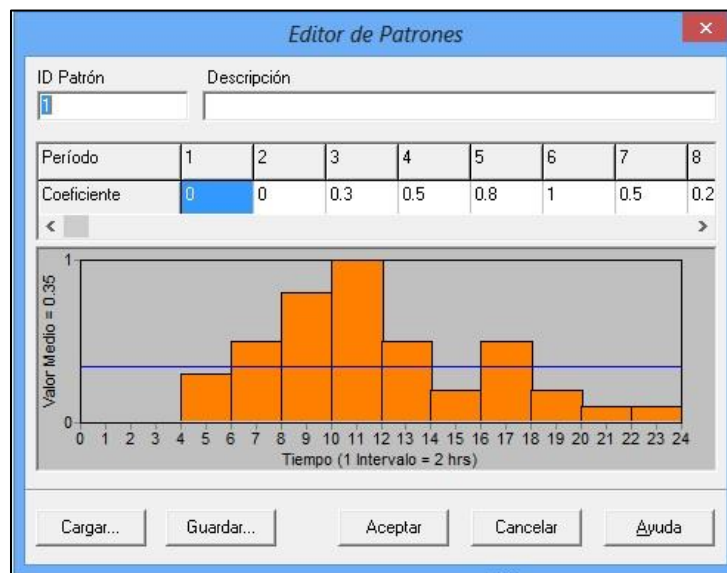 Editor de Patrones
ID Patrón Descripción
1
Período 1 2 3 4 5 6 7 8
Coeficiente 0 0 0.3 0.5 0.8 1 0.5 0.2
Valor Medio = 0.35
1
0
0 1 2 3 4 5 6 7 8 9 10 11 12 13 14 15 16 17 18 19 20 21 22 23 24
Tiempo (1 Intervalo = 2 hrs)
Cargar... Guardar... Aceptar Cancelar Ayuda